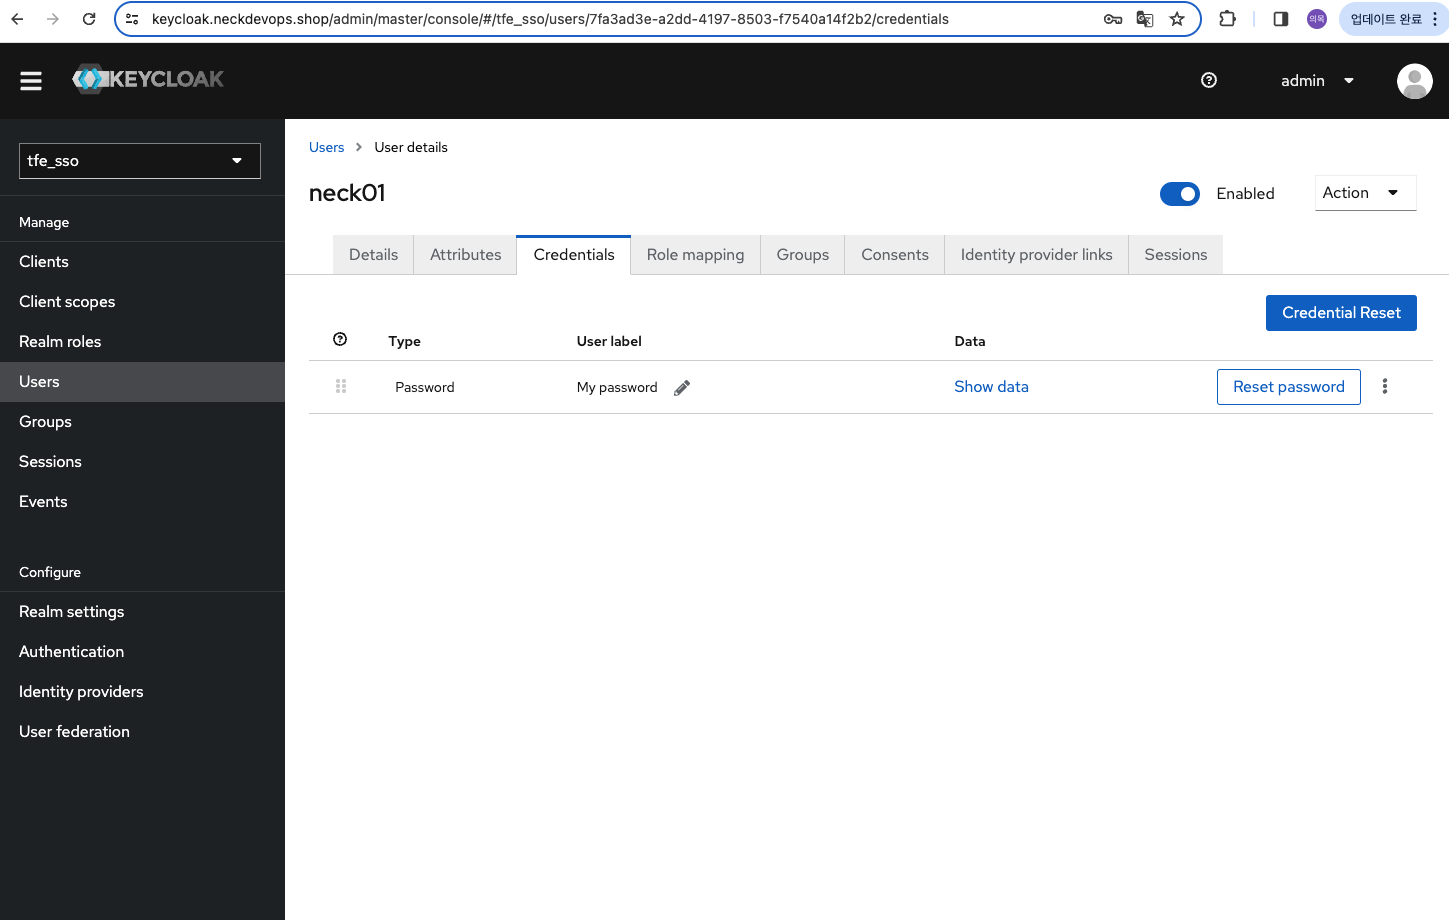 keycloak.neckdevops.shop/admin/master/console/#/tfe_sso/users/7fa3ad3e-a2dd-4197-8503-f7540a14f2b2/credentials
의목
업데이트 완료
KEYCLOAK
admin
tfe_sso
Manage
Clients
Client scopes
Realm roles
Users
Groups
Sessions
Events
Configure
Realm settings
Authentication
Identity providers
User federation
Users > User details
neck01
Enabled
Action
Details Attributes Credentials Role mapping Groups Consents Identity provider links Sessions
Credential Reset
Type User label Data
Password My password Show data Reset password